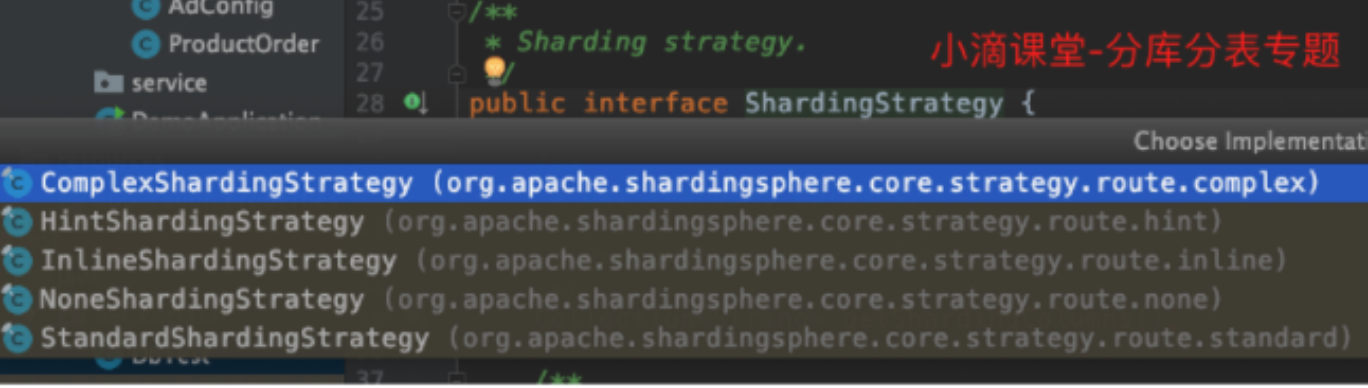 AdConfig
25 /**
ProductOrder
26 * Sharding strategy.
小滴课堂-分库分表专题
service
27 /
28 public interface ShardingStrategy {
DemoApplication
Choose Implementati
ComplexShardingStrategy (org.apache.shardingsphere.core.strategy.route.complex)
HintShardingStrategy (org.apache.shardingsphere.core.strategy.route.hint)
InlineShardingStrategy (org.apache.shardingsphere.core.strategy.route.inline)
NoneShardingStrategy (org.apache.shardingsphere.core.strategy.route.none)
StandardShardingStrategy (org.apache.shardingsphere.core.strategy.route.standard)
DbTest
37 /**